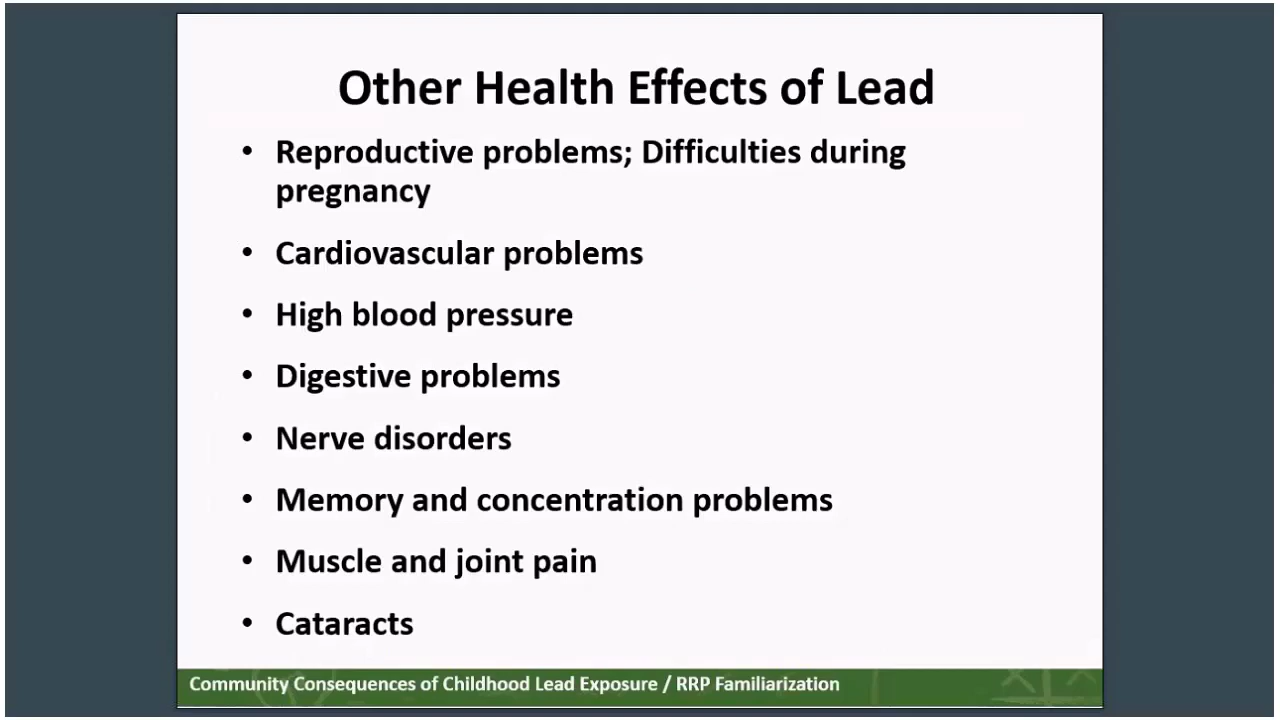 Other Health Effects of Lead
• Reproductive problems; Difficulties during
pregnancy
• Cardiovascular problems
• High blood pressure
• Digestive problems
• Nerve disorders
• Memory and concentration problems
• Muscle and joint pain
• Cataracts
Community Consequences of Childhood Lead Exposure / RRP Familiarization